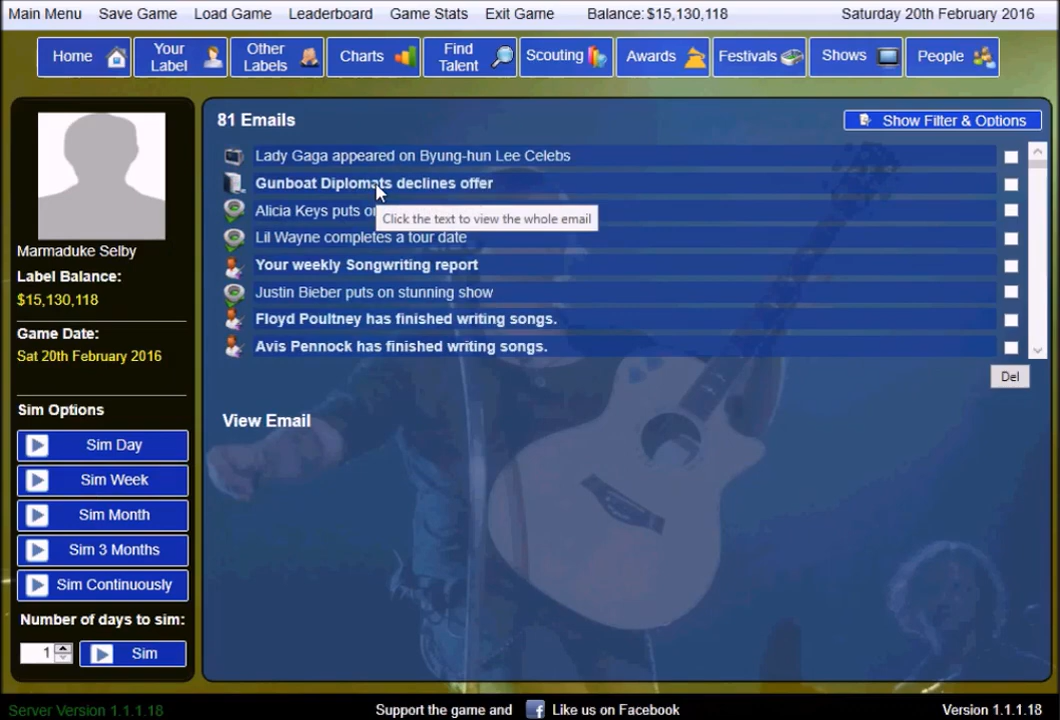 Main Menu Save Game Load Game Leaderboard Game Stats Exit Game Balance: $15,130,118 Saturday 20th February 2016
Home Your Label Other Labels Charts Find Talent Scouting Awards Festivals Shows People
81 Emails
Show Filter & Options
Lady Gaga appeared on Byung-hun Lee Celebs
Gunboat Diplomats declines offer
Alicia Keys puts on
Click the text to view the whole email
Lil Wayne completes a tour date
Your weekly Songwriting report
Justin Bieber puts on stunning show
Floyd Poultney has finished writing songs.
Avis Pennock has finished writing songs.
Del
View Email
Marmaduke Selby
Label Balance:
$15,130,118
Game Date:
Sat 20th February 2016
Sim Options
Sim Day
Sim Week
Sim Month
Sim 3 Months
Sim Continuously
Number of days to sim:
1 Sim
Server Version 1.1.1.18 Support the game and f Like us on Facebook Version 1.1.1.18